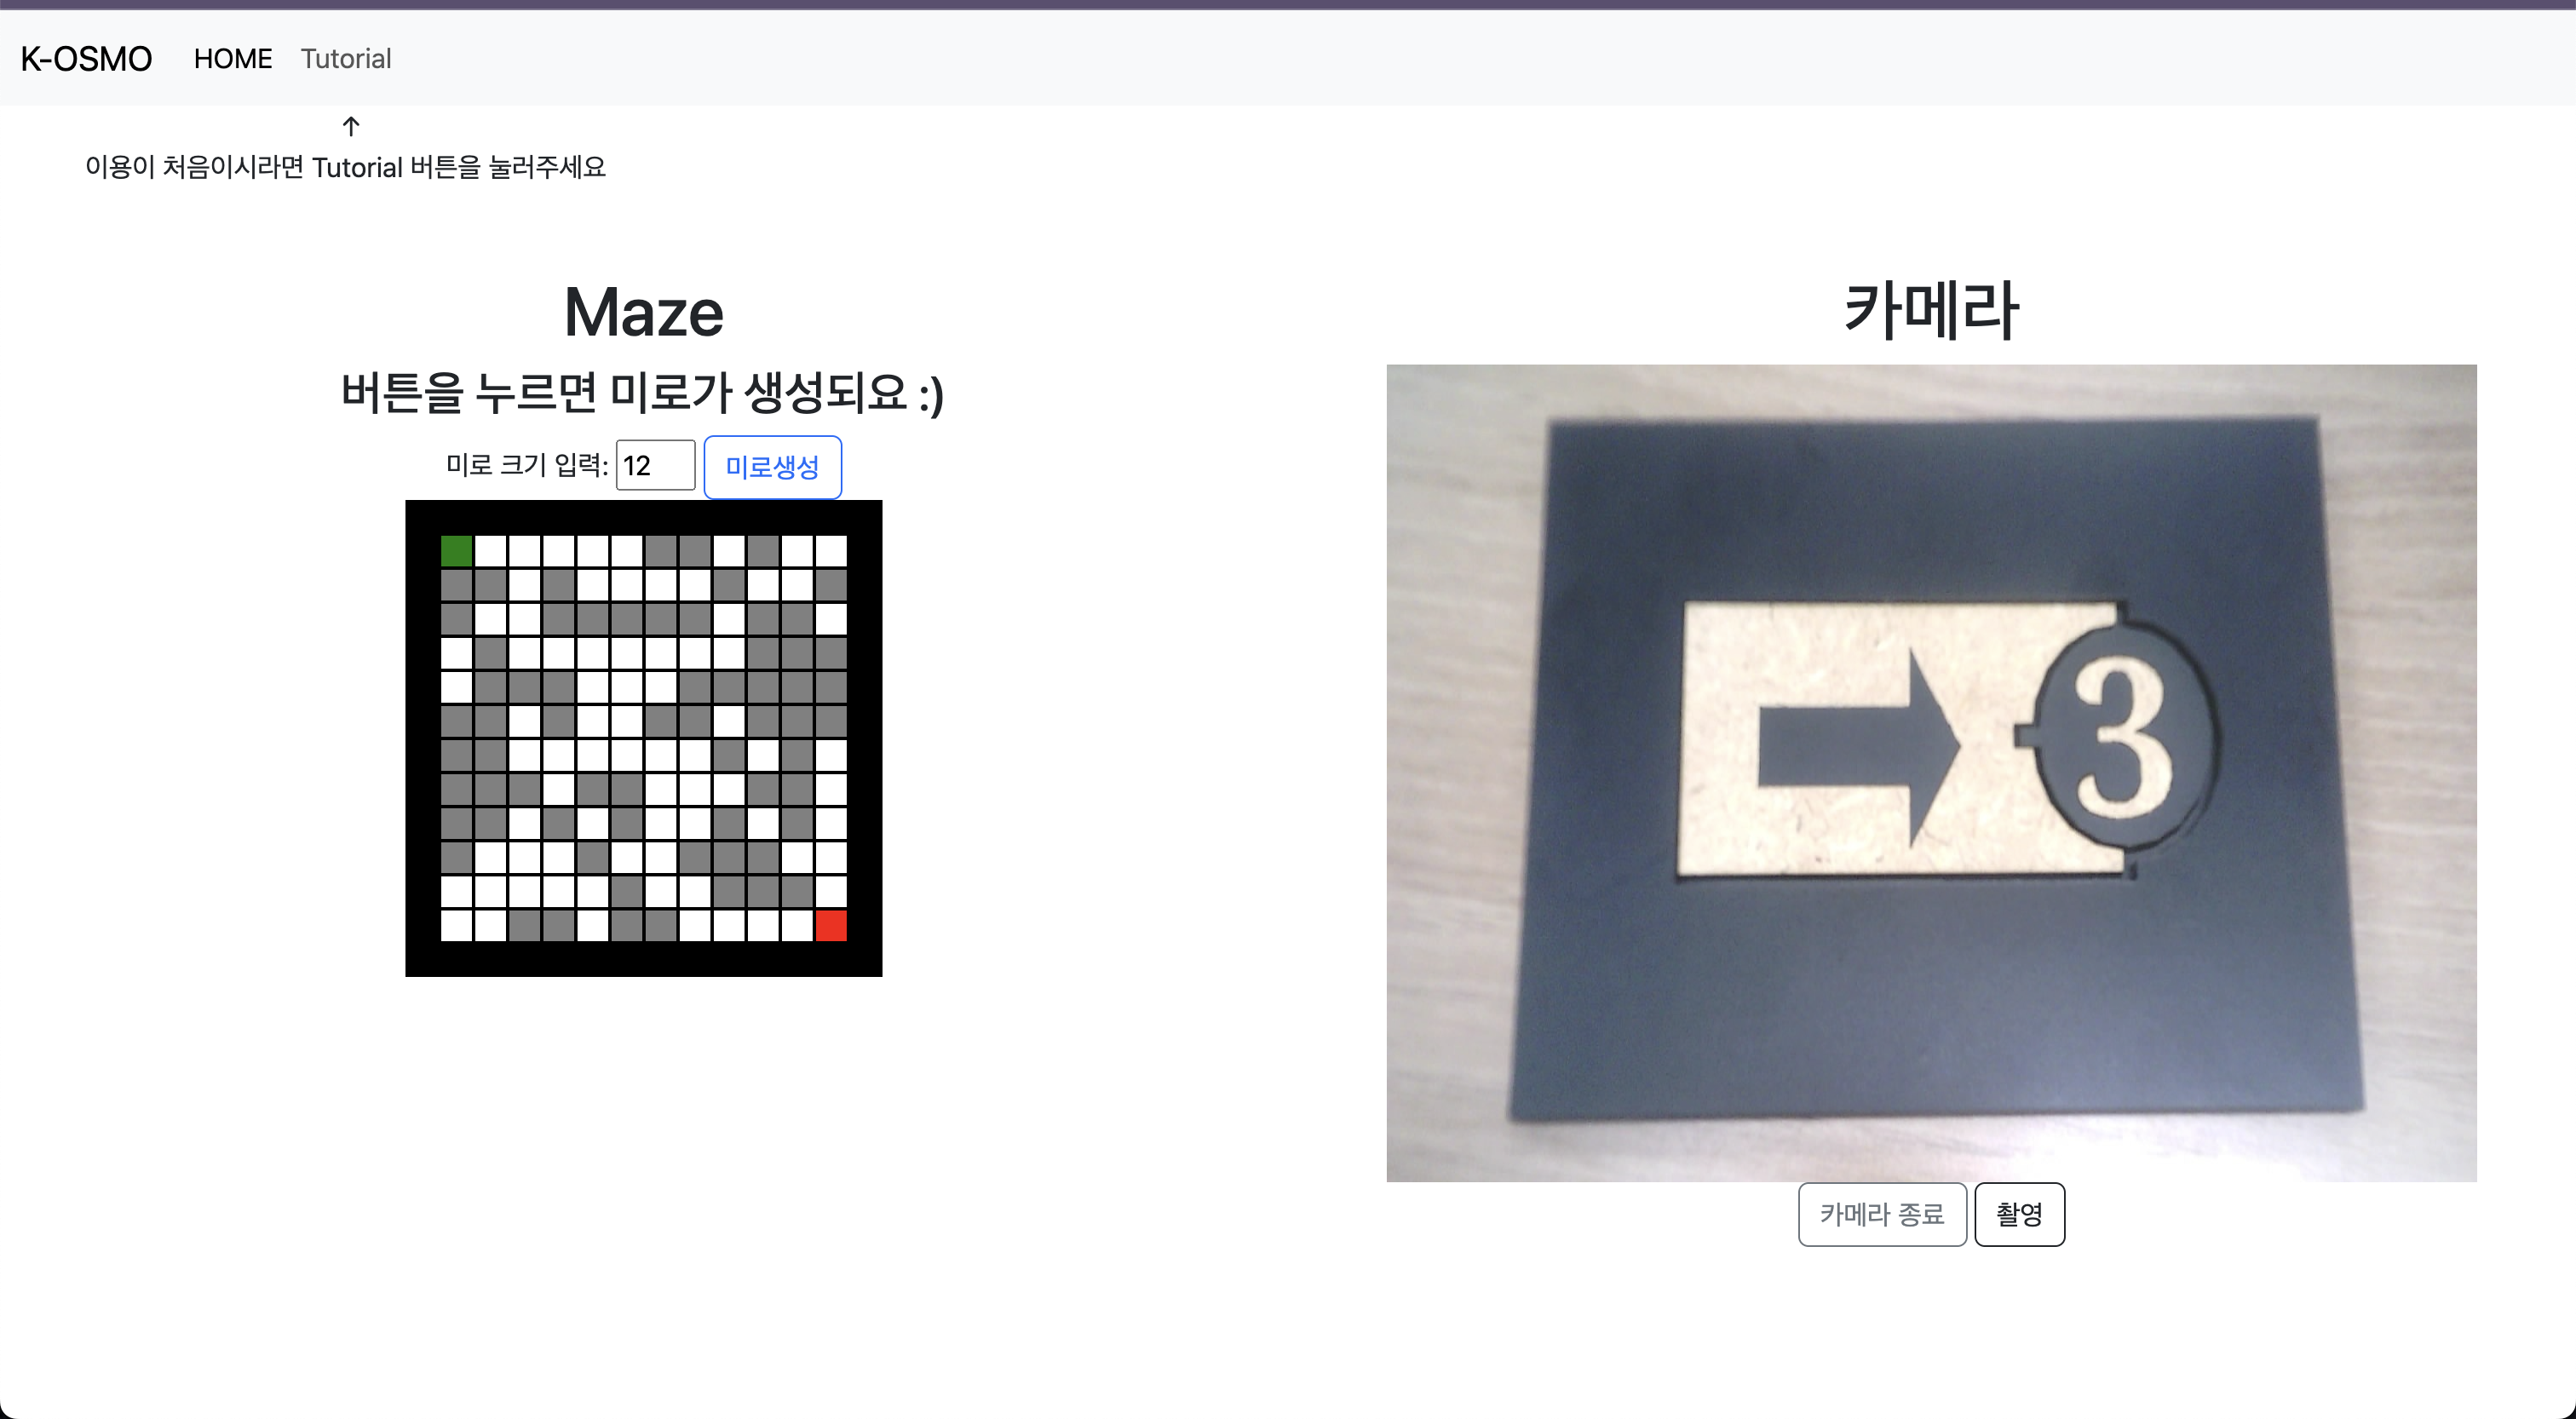 K-OSMO HOME Tutorial
↑
이용이 처음이시라면 Tutorial 버튼을 눌러주세요
Maze
버튼을 누르면 미로가 생성되요 :)
미로 크기 입력: 12 미로생성
카메라
3
카메라 종료 촬영